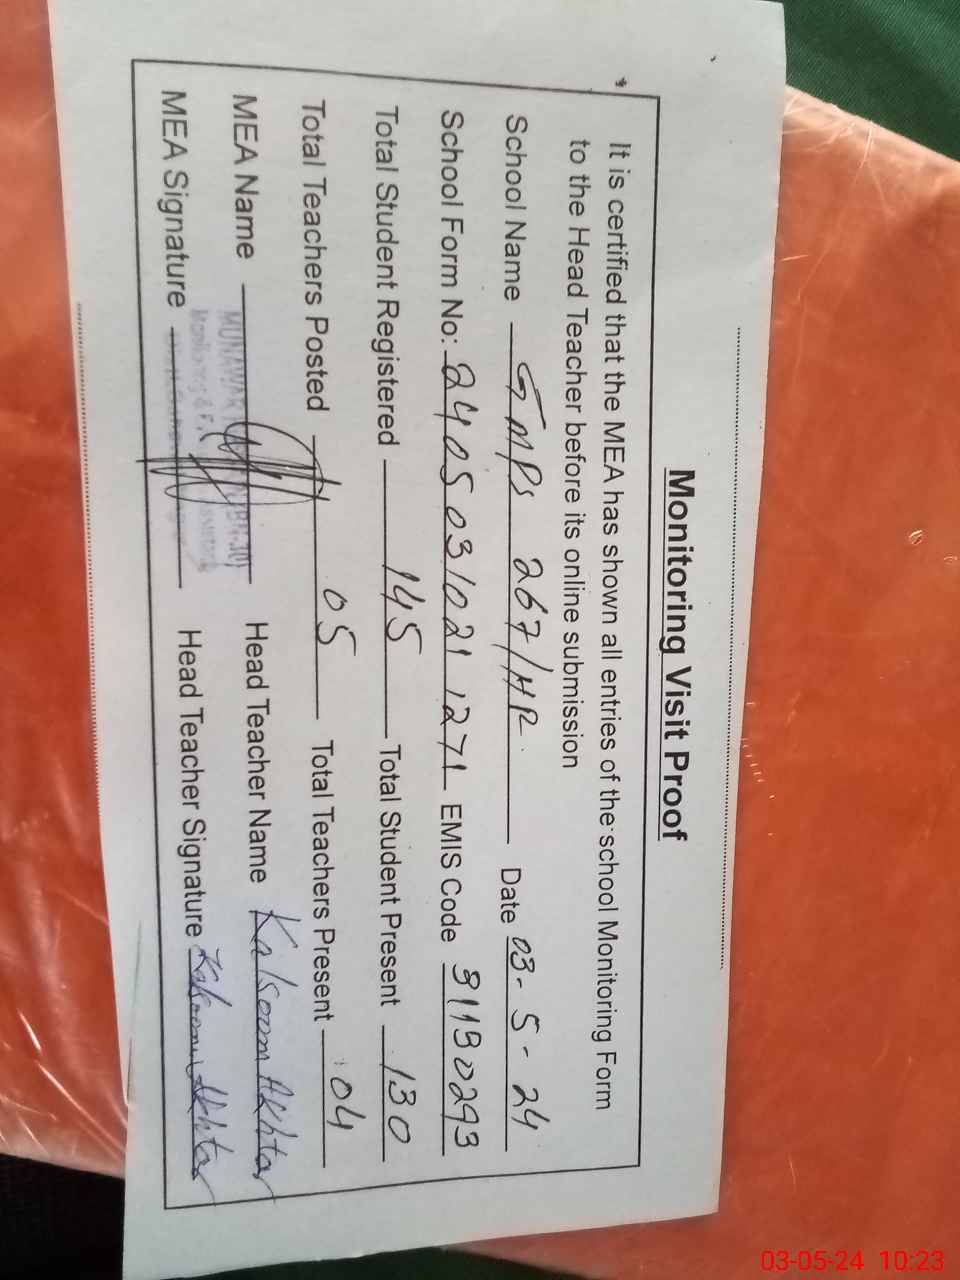 Monitoring Visit Proof
It is certified that the MEA has shown all entries of the school Monitoring Form
to the Head Teacher before its online submission
School Name GMPS 267/HR Date 03-5-24
School Form No: 2405031021 1271 EMIS Code 31130293
Total Student Registered 145 Total Student Present 130
Total Teachers Posted 05 Total Teachers Present 04
MEA Name MUNAWAR Head Teacher Name Kalsoom Akhtar
MEA Signature Monitoring & Head Teacher Signature Kalsoom Akhtar
03-05-24 10:23